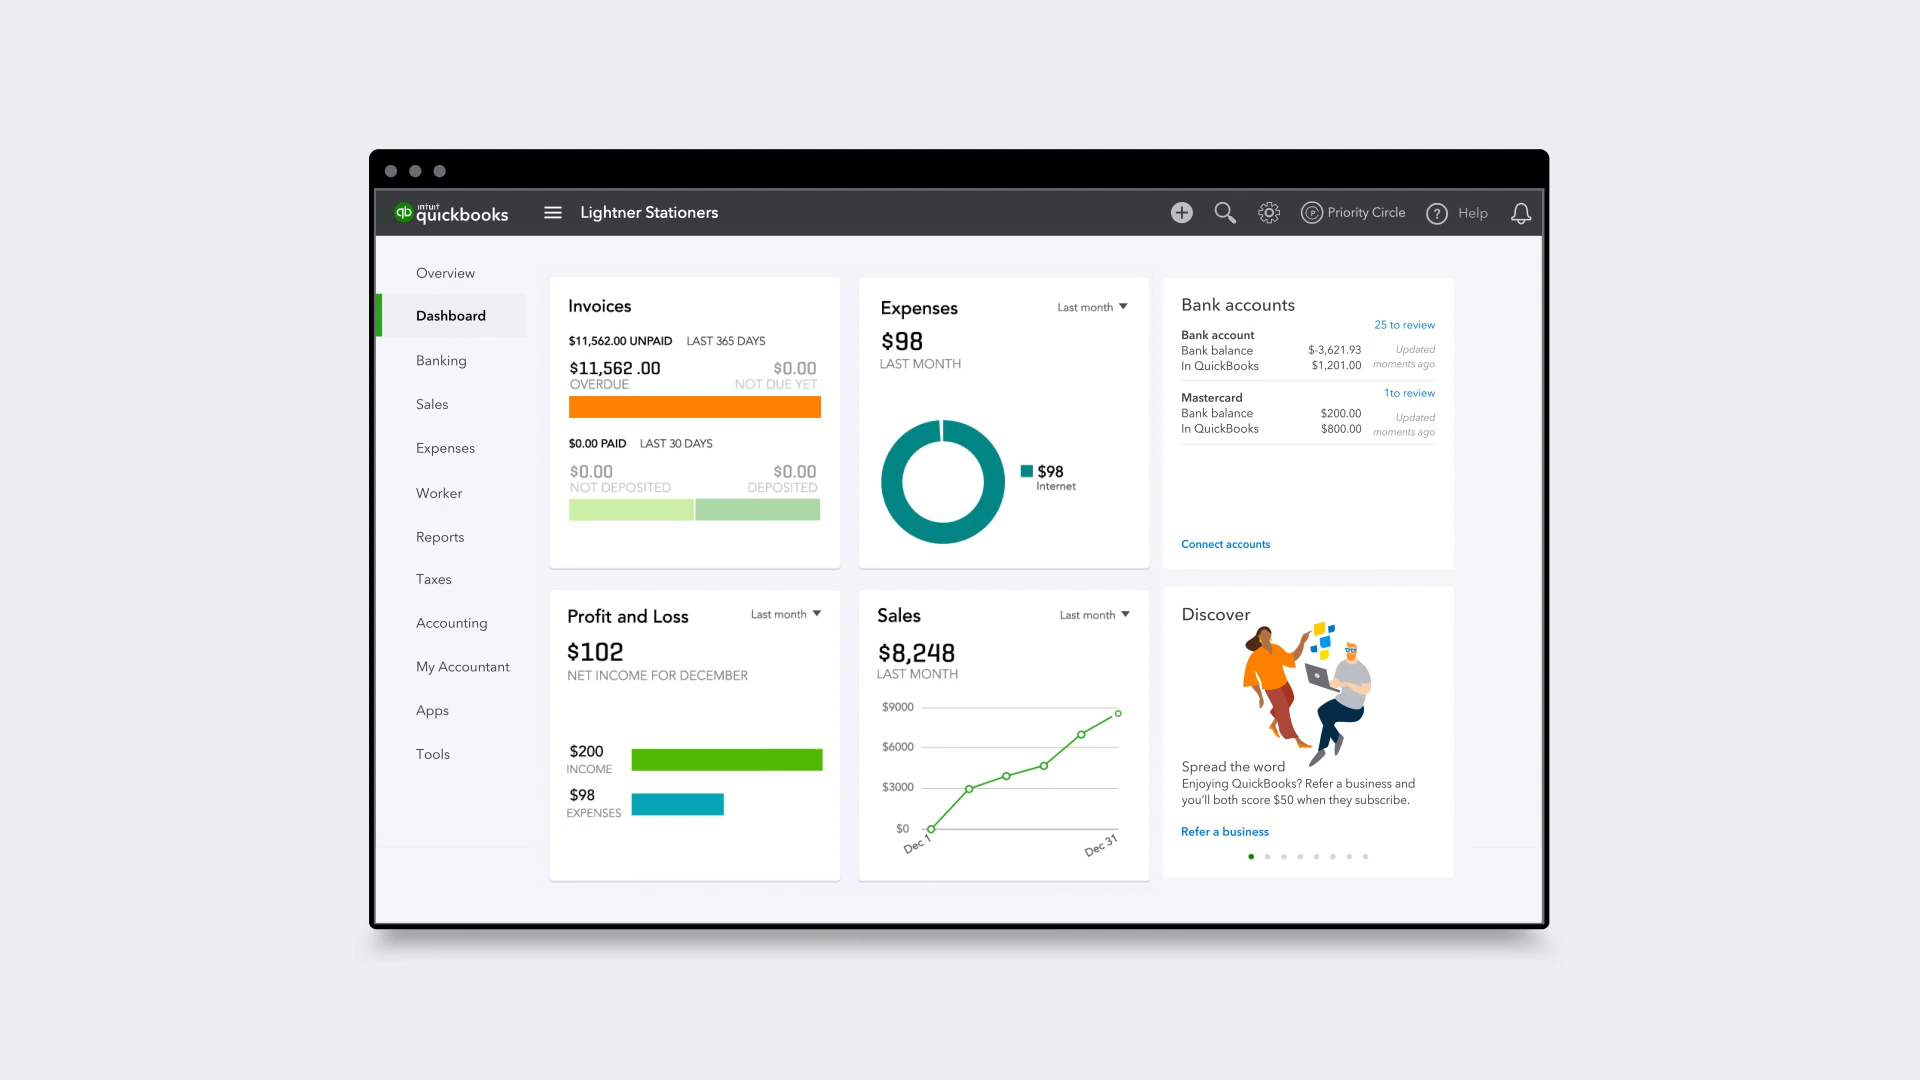 intuit
quickbooks
Lightner Stationers
Priority Circle
Help
Overview
Dashboard
Banking
Sales
Expenses
Worker
Reports
Taxes
Accounting
My Accountant
Apps
Tools
Invoices
$11,562.00 UNPAID LAST 365 DAYS
$11,562 .00 $0.00
OVERDUE NOT DUE YET
$0.00 PAID LAST 30 DAYS
$0.00 $0.00
NOT DEPOSITED DEPOSITED
Expenses Last month
$98
LAST MONTH
$98
Internet
Bank accounts
25 to review
Bank account
Bank balance $-3,621.93 Updated
In QuickBooks $1,201.00 moments ago
Mastercard 1to review
Bank balance $200.00 Updated
In QuickBooks $800.00 moments ago
Connect accounts
Profit and Loss Last month
$102
NET INCOME FOR DECEMBER
$200
INCOME
$98
EXPENSES
Sales Last month
$8,248
LAST MONTH
$9000
$6000
$3000
$0
Dec 1 Dec 31
Discover
Spread the word
Enjoying QuickBooks? Refer a business and
you'll both score $50 when they subscribe.
Refer a business